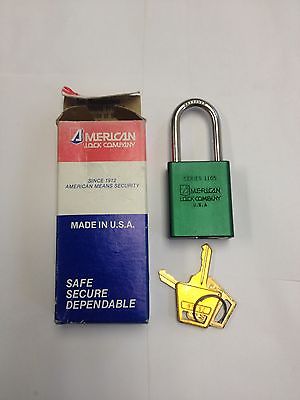 AMERICAN
LOCK COMPANY
SINCE 1912
AMERICAN MEANS SECURITY
MADE IN U.S.A.
SAFE
SECURE
DEPENDABLE
SERIES 1105
AMERICAN
LOCK COMPANY
U.S.A